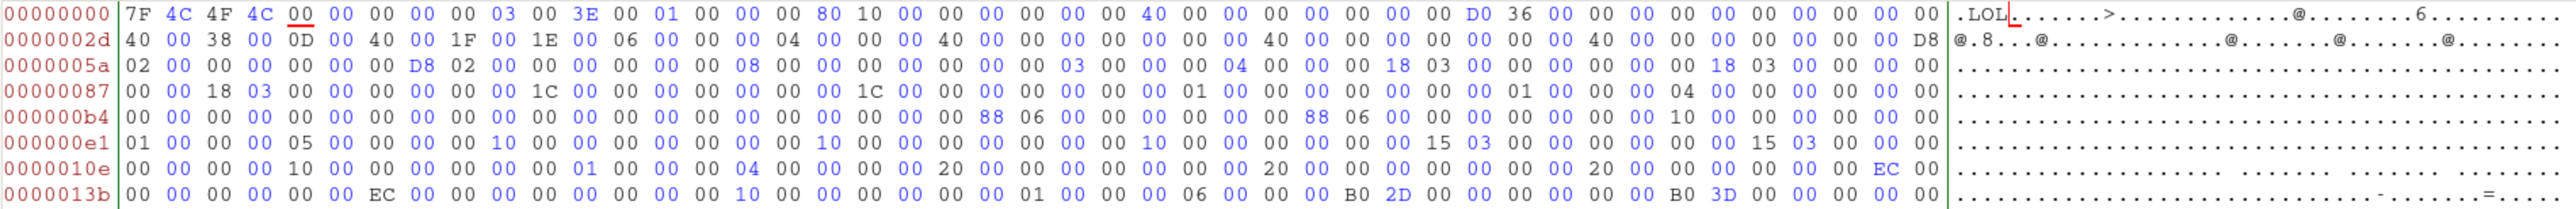 00000000 7F 4C 4F 4C 00 00 00 00 00 03 00 3E 00 01 00 00 00 80 10 00 00 00 00 00 00 40 00 00 00 00 00 00 00 D0 36 00 00 00 00 00 00 00 00 00 00 .LOL.......>.............@........6..........
0000002d 40 00 38 00 0D 00 40 00 1F 00 1E 00 06 00 00 00 04 00 00 00 40 00 00 00 00 00 00 00 40 00 00 00 00 00 00 00 40 00 00 00 00 00 00 00 D8 @.8...@.............@.......@.......@........
0000005a 02 00 00 00 00 00 00 D8 02 00 00 00 00 00 00 08 00 00 00 00 00 00 00 03 00 00 00 04 00 00 00 18 03 00 00 00 00 00 00 18 03 00 00 00 00 .............................................
00000087 00 00 18 03 00 00 00 00 00 00 1C 00 00 00 00 00 00 00 1C 00 00 00 00 00 00 00 01 00 00 00 00 00 00 00 01 00 00 00 04 00 00 00 00 00 00 .............................................
000000b4 00 00 00 00 00 00 00 00 00 00 00 00 00 00 00 00 00 00 00 00 00 88 06 00 00 00 00 00 00 88 06 00 00 00 00 00 00 00 10 00 00 00 00 00 00 .............................................
000000e1 01 00 00 00 05 00 00 00 00 10 00 00 00 00 00 00 00 10 00 00 00 00 00 00 00 10 00 00 00 00 00 00 15 03 00 00 00 00 00 00 15 03 00 00 00 .............................................
0000010e 00 00 00 00 10 00 00 00 00 00 00 01 00 00 00 04 00 00 00 00 20 00 00 00 00 00 00 00 20 00 00 00 00 00 00 00 20 00 00 00 00 00 00 EC 00 .................... ....... ....... ........
0000013b 00 00 00 00 00 00 EC 00 00 00 00 00 00 00 00 10 00 00 00 00 00 00 01 00 00 00 06 00 00 00 B0 2D 00 00 00 00 00 00 B0 3D 00 00 00 00 00 ...............................-.......=.....